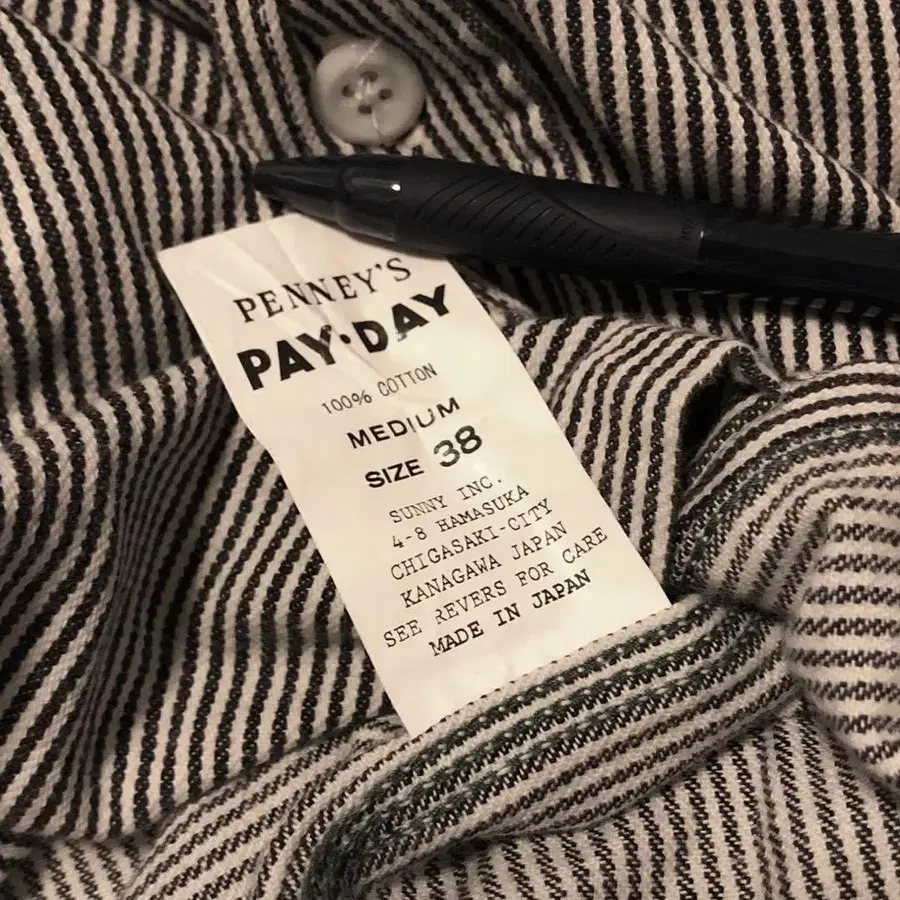 PENNEY'S
PAY·DAY
100% COTTON
MEDIUM
SIZE 38
SUNNY INC.
4-8 HAMASUKA
CHIGASAKI-CITY
KANAGAWA JAPAN
SEE REVERS FOR CARE
MADE IN JAPAN